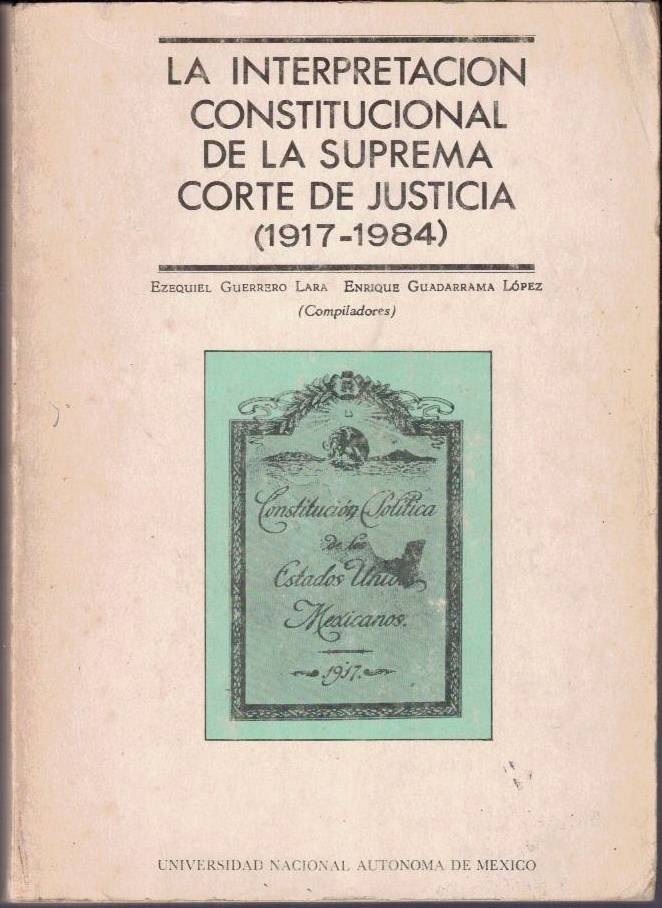 LA INTERPRETACION
CONSTITUCIONAL
DE LA SUPREMA
CORTE DE JUSTICIA
(1917-1984)
EZEQUIEL GUERRERO LARA ENRIQUE GUADARRAMA LÓPEZ
(Compiladores)
Constitución Política
de los
Estados Unidos
Mexicanos.
1917.
UNIVERSIDAD NACIONAL AUTONOMA DE MEXICO